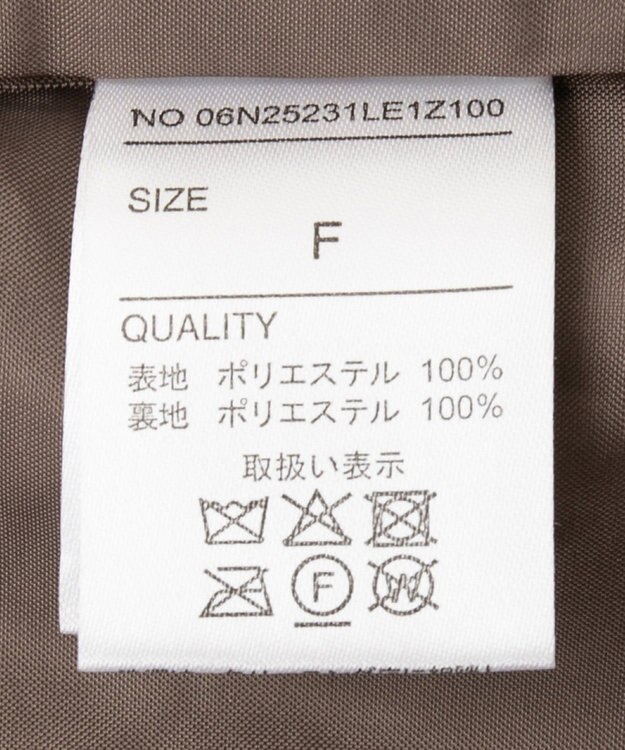 NO 06N25231LE1Z100
SIZE
F
QUALITY
表地 ポリエステル 100%
裏地 ポリエステル 100%
取扱い表示
F W